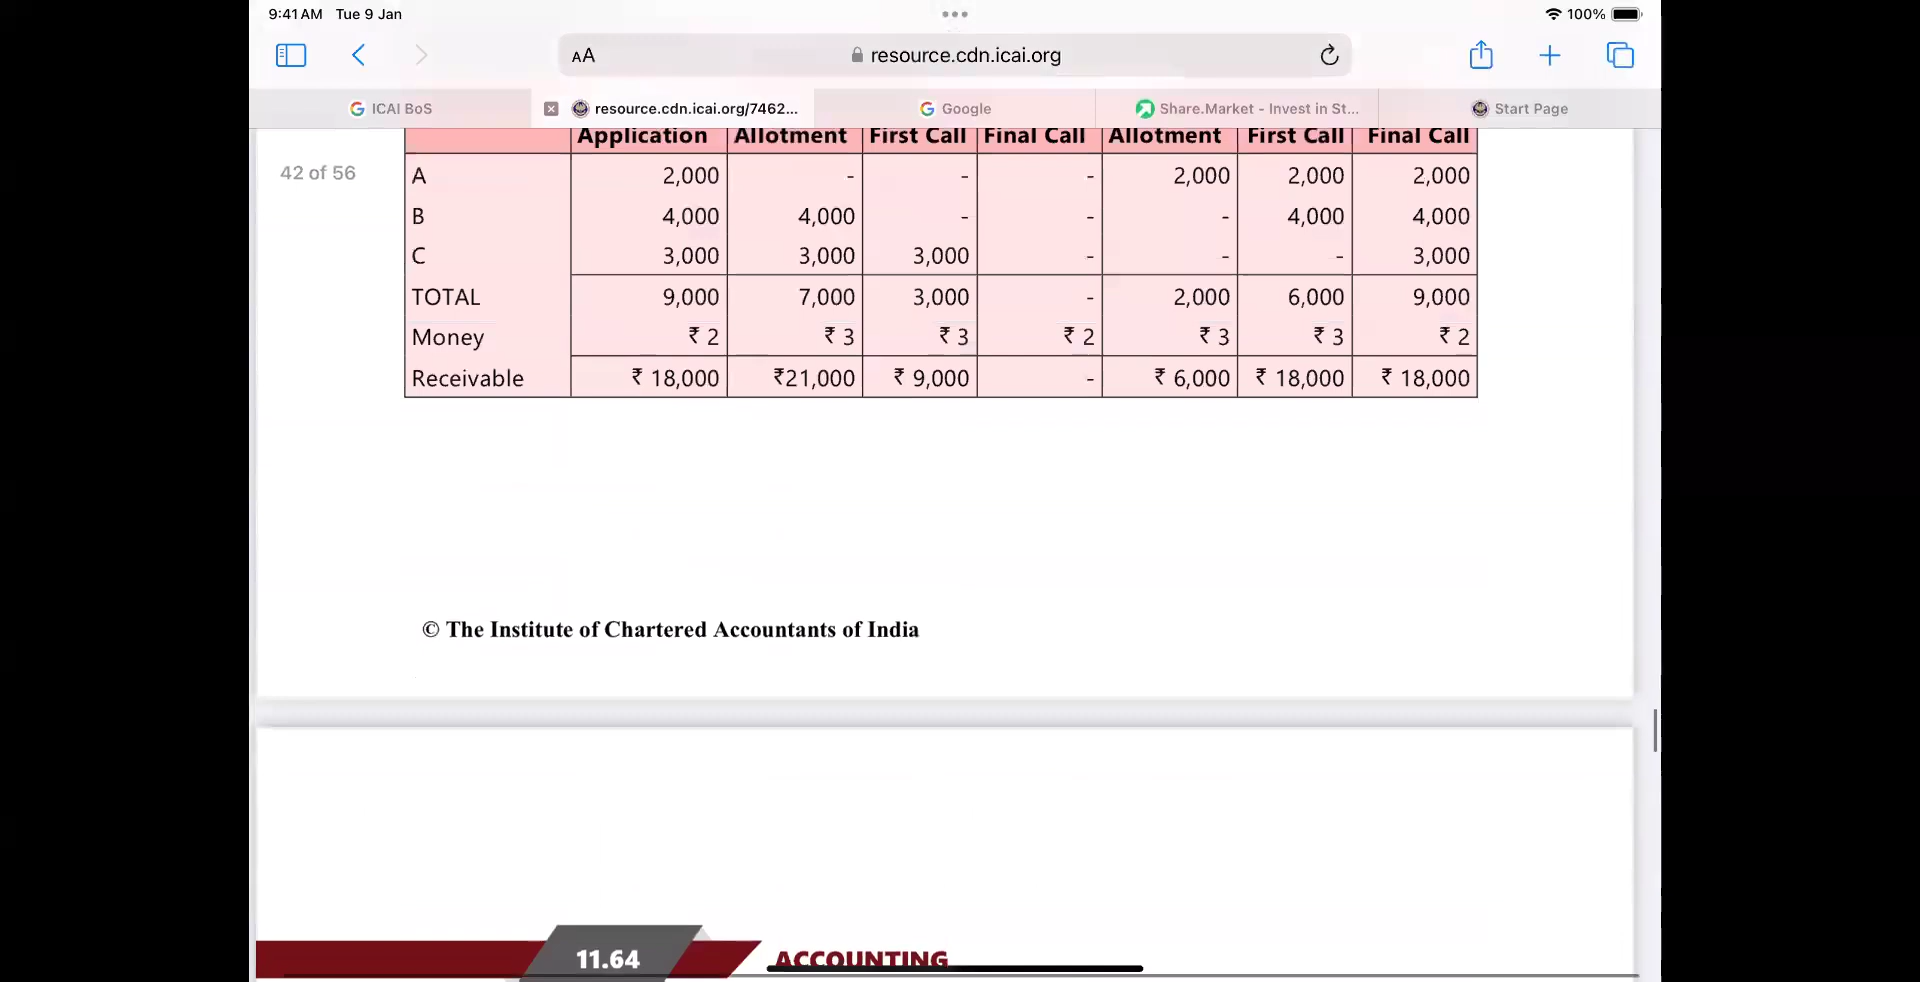 9:41 AM Tue 9 Jan 100%
AA resource.cdn.icai.org
ICAI BoS resource.cdn.icai.org/7462... Google Share.Market - Invest in St... Start Page
42 of 56
Application Allotment First Call Final Call Allotment First Call Final Call
A 2,000 - - - 2,000 2,000 2,000
B 4,000 4,000 - - - 4,000 4,000
C 3,000 3,000 3,000 - - - 3,000
TOTAL 9,000 7,000 3,000 - 2,000 6,000 9,000
Money ₹ 2 ₹ 3 ₹ 3 ₹ 2 ₹ 3 ₹ 3 ₹ 2
Receivable ₹ 18,000 ₹21,000 ₹ 9,000 - ₹ 6,000 ₹ 18,000 ₹ 18,000
© The Institute of Chartered Accountants of India
11.64 ACCOUNTING